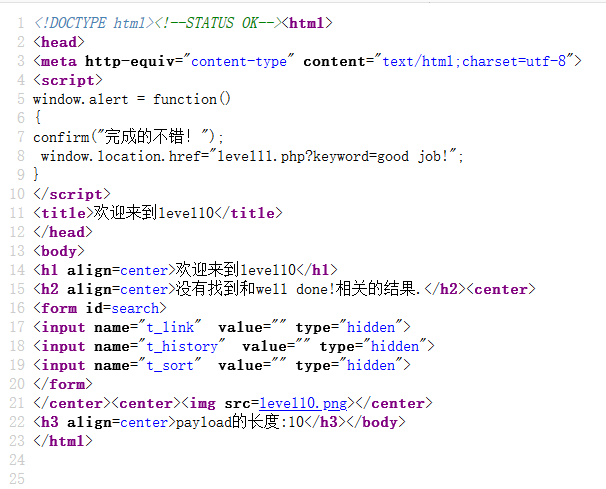 1 <!DOCTYPE html><!--STATUS OK--><html>
2 <head>
3 <meta http-equiv="content-type" content="text/html;charset=utf-8">
4 <script>
5 window.alert = function()
6 {
7 confirm("完成的不错！");
8  window.location.href="level11.php?keyword=good job!";
9 }
10 </script>
11 <title>欢迎来到level10</title>
12 </head>
13 <body>
14 <h1 align=center>欢迎来到level10</h1>
15 <h2 align=center>没有找到和well done!相关的结果.</h2><center>
16 <form id=search>
17 <input name="t_link"  value="" type="hidden">
18 <input name="t_history"  value="" type="hidden">
19 <input name="t_sort"  value="" type="hidden">
20 </form>
21 </center><center><img src=level10.png></center>
22 <h3 align=center>payload的长度:10</h3></body>
23 </html>
24
25